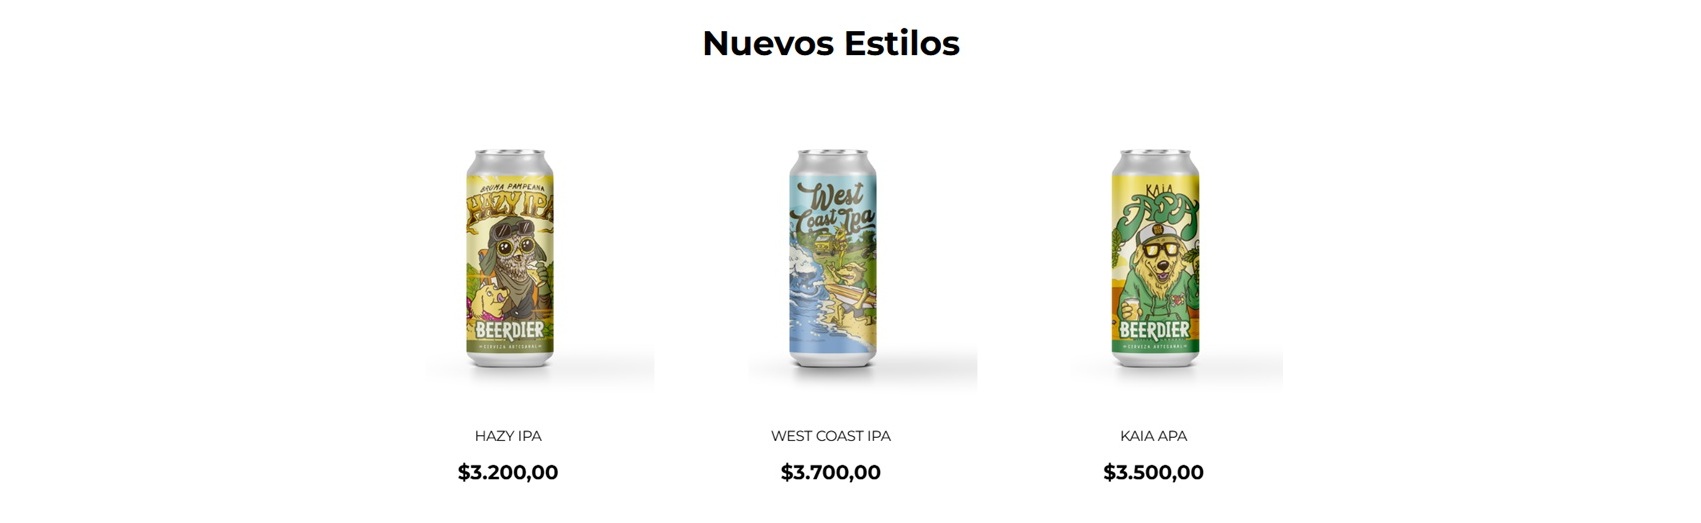 Nuevos Estilos
BRUMA PAMPEANA
HAZY IPA
BEERDIER
CERVEZA ARTESANAL
West
Coast Ipa
KAIA
APA
BEERDIER
CERVEZA ARTESANAL
HAZY IPA
WEST COAST IPA
KAIA APA
$3.200,00
$3.700,00
$3.500,00